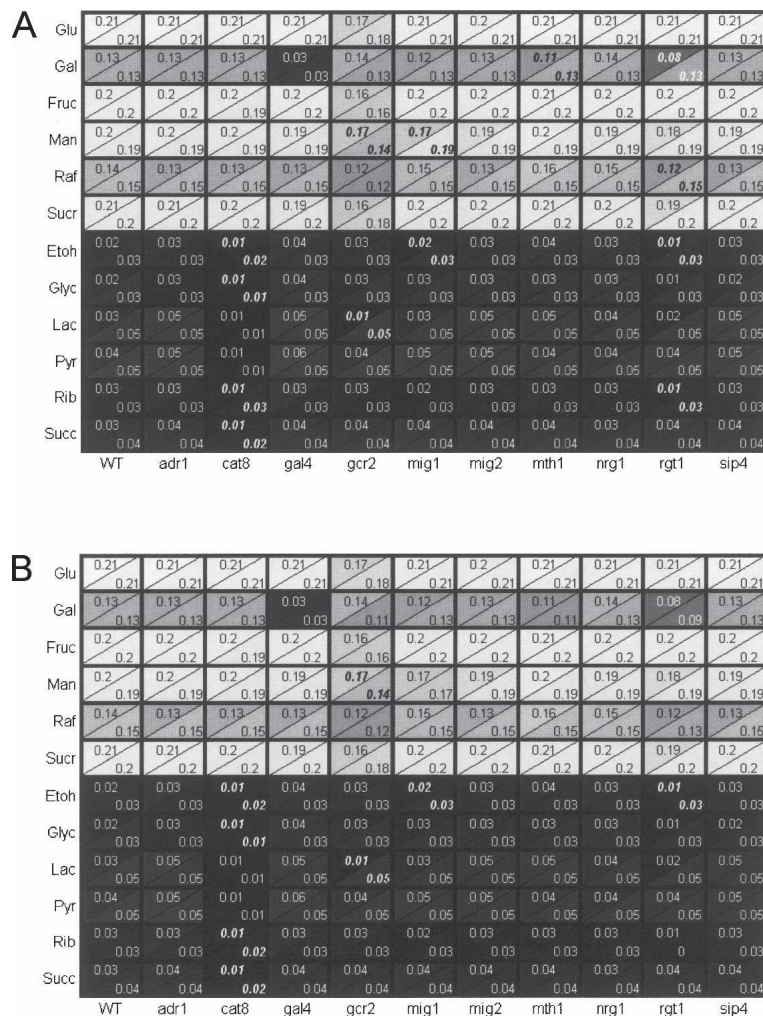 A
Glu 0.21 0.21 0.21 0.21 0.17 0.21 0.21 0.21 0.21 0.21 0.21
0.21 0.21 0.21 0.21 0.18 0.21 0.21 0.21 0.21 0.21 0.21
Gal 0.13 0.13 0.13 0.03 0.14 0.12 0.13 0.11 0.14 0.08 0.13
0.13 0.13 0.13 0.03 0.13 0.13 0.13 0.13 0.13 0.13 0.13
Fruc 0.2 0.2 0.2 0.2 0.16 0.2 0.2 0.21 0.2 0.2 0.2
0.2 0.2 0.19 0.2 0.16 0.2 0.2 0.2 0.2 0.2 0.2
Man 0.2 0.2 0.2 0.19 0.17 0.17 0.19 0.2 0.19 0.18 0.19
0.19 0.19 0.19 0.19 0.14 0.19 0.19 0.19 0.19 0.19 0.19
Raf 0.14 0.13 0.13 0.13 0.12 0.15 0.13 0.16 0.15 0.12 0.13
0.15 0.15 0.15 0.15 0.12 0.15 0.15 0.15 0.15 0.15 0.15
Sucr 0.21 0.21 0.2 0.19 0.16 0.2 0.2 0.2 0.2 0.19 0.2
0.2 0.2 0.2 0.2 0.18 0.2 0.2 0.2 0.2 0.2 0.2
Etoh 0.02 0.03 0.01 0.04 0.03 0.02 0.03 0.04 0.03 0.01 0.03
0.03 0.03 0.02 0.03 0.03 0.03 0.03 0.03 0.03 0.03 0.03
Glyc 0.02 0.03 0.01 0.04 0.03 0.03 0.03 0.03 0.03 0.01 0.02
0.03 0.03 0.01 0.03 0.03 0.03 0.03 0.03 0.03 0.03 0.03
Lac 0.03 0.05 0.01 0.05 0.01 0.03 0.05 0.05 0.04 0.02 0.05
0.05 0.05 0.01 0.05 0.05 0.05 0.05 0.05 0.05 0.05 0.05
Pyr 0.04 0.05 0.01 0.06 0.04 0.05 0.05 0.04 0.04 0.04 0.05
0.05 0.05 0.01 0.05 0.05 0.05 0.05 0.05 0.05 0.05 0.05
Rib 0.03 0.03 0.01 0.03 0.03 0.02 0.03 0.03 0.03 0.01 0.03
0.03 0.03 0.03 0.03 0.03 0.03 0.03 0.03 0.03 0.03 0.03
Succ 0.03 0.04 0.01 0.04 0.04 0.04 0.04 0.04 0.03 0.04 0.04
0.04 0.04 0.02 0.04 0.04 0.04 0.04 0.04 0.04 0.04 0.04
WT adr1 cat8 gal4 gcr2 mig1 mig2 mth1 nrg1 rgt1 sip4
B
Glu 0.21 0.21 0.21 0.21 0.17 0.21 0.21 0.21 0.21 0.21 0.21
0.21 0.21 0.21 0.21 0.18 0.21 0.21 0.21 0.21 0.21 0.21
Gal 0.13 0.13 0.13 0.03 0.14 0.12 0.13 0.11 0.14 0.08 0.13
0.13 0.13 0.13 0.03 0.11 0.13 0.13 0.11 0.13 0.09 0.13
Fruc 0.2 0.2 0.2 0.2 0.16 0.2 0.2 0.21 0.2 0.2 0.2
0.2 0.2 0.19 0.2 0.16 0.2 0.2 0.2 0.2 0.2 0.2
Man 0.2 0.2 0.2 0.19 0.17 0.17 0.19 0.2 0.19 0.18 0.19
0.19 0.19 0.19 0.19 0.14 0.17 0.19 0.19 0.19 0.19 0.19
Raf 0.14 0.13 0.13 0.13 0.12 0.15 0.13 0.16 0.15 0.12 0.13
0.15 0.15 0.15 0.15 0.12 0.15 0.15 0.15 0.15 0.13 0.15
Sucr 0.21 0.21 0.2 0.19 0.16 0.2 0.2 0.2 0.2 0.19 0.2
0.2 0.2 0.2 0.2 0.18 0.2 0.2 0.2 0.2 0.2 0.2
Etoh 0.02 0.03 0.01 0.04 0.03 0.02 0.03 0.04 0.03 0.01 0.03
0.03 0.03 0.02 0.03 0.03 0.03 0.03 0.03 0.03 0.03 0.03
Glyc 0.02 0.03 0.01 0.04 0.03 0.03 0.03 0.03 0.03 0.01 0.02
0.03 0.03 0.01 0.03 0.03 0.03 0.03 0.03 0.03 0.03 0.03
Lac 0.03 0.05 0.01 0.05 0.01 0.03 0.05 0.05 0.04 0.02 0.05
0.05 0.05 0.01 0.05 0.05 0.05 0.05 0.05 0.05 0.05 0.05
Pyr 0.04 0.05 0.01 0.06 0.04 0.05 0.05 0.04 0.04 0.04 0.05
0.05 0.05 0.01 0.05 0.05 0.05 0.05 0.05 0.05 0.05 0.05
Rib 0.03 0.03 0.01 0.03 0.03 0.02 0.03 0.03 0.03 0.01 0.03
0.03 0.03 0.02 0.03 0.03 0.03 0.03 0.03 0.03 0 0.03
Succ 0.03 0.04 0.01 0.04 0.04 0.04 0.04 0.04 0.03 0.04 0.04
0.04 0.04 0.02 0.04 0.04 0.04 0.04 0.04 0.04 0.04 0.04
WT adr1 cat8 gal4 gcr2 mig1 mig2 mth1 nrg1 rgt1 sip4